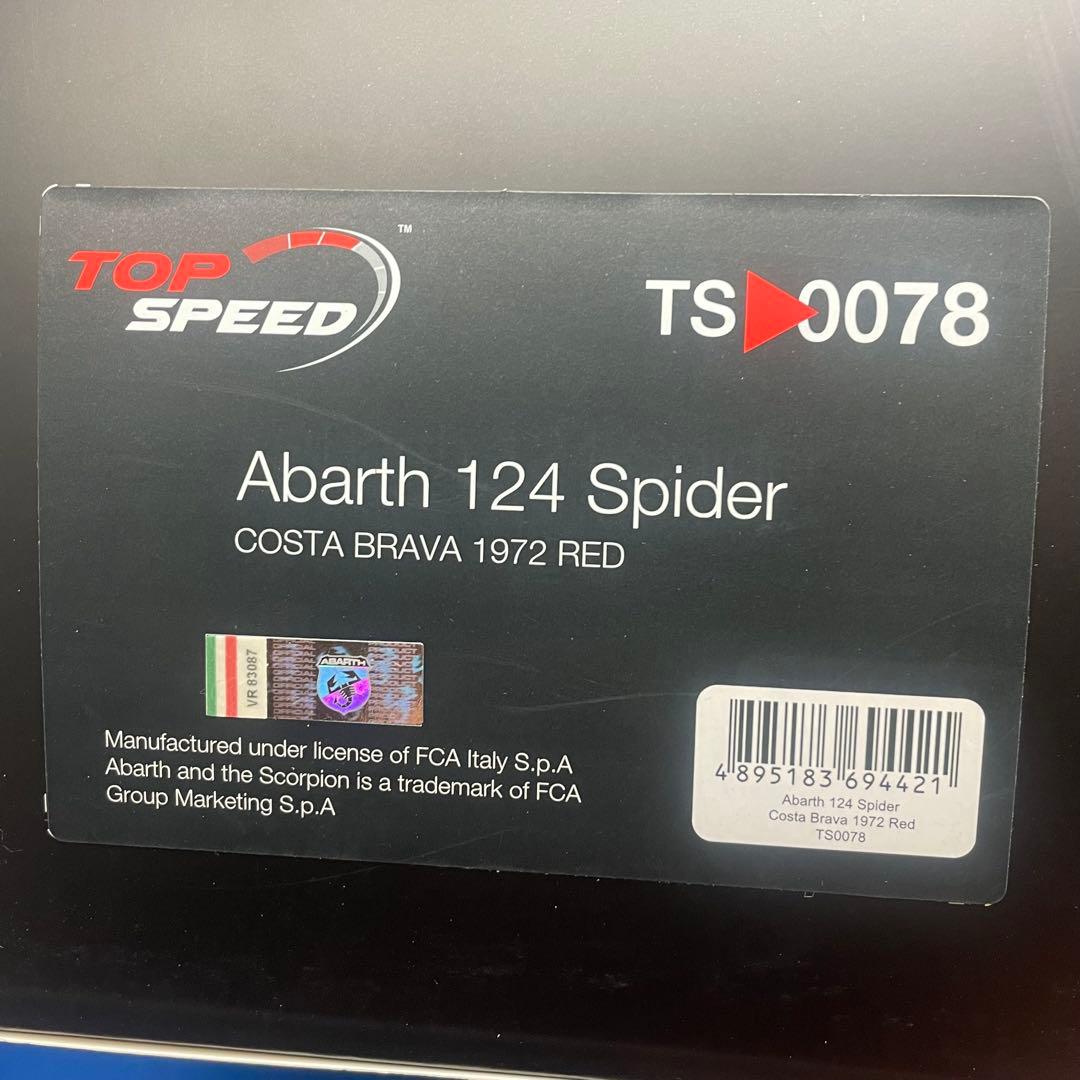 TOP
SPEED
™
TS 0078
Abarth 124 Spider
COSTA BRAVA 1972 RED
VR 83087
ABARTH
Manufactured under license of FCA Italy S.p.A
Abarth and the Scorpion is a trademark of FCA
Group Marketing S.p.A
4 895183 694421
Abarth 124 Spider
Costa Brava 1972 Red
TS0078